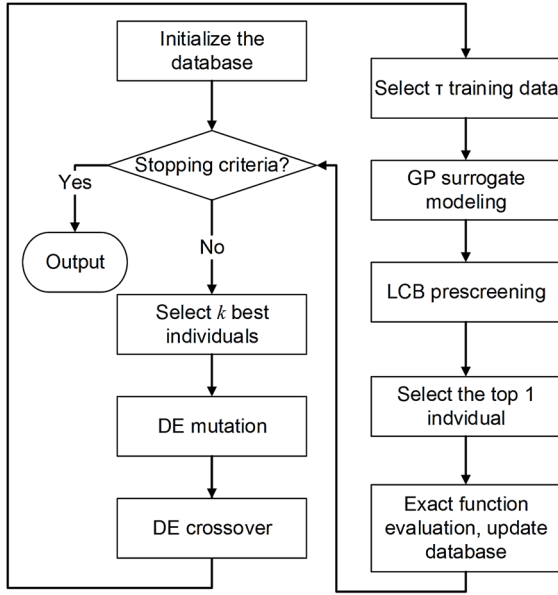 Initialize the
database
Stopping criteria?
Yes
Output
No
Select k best
individuals
DE mutation
DE crossover
Select τ training data
GP surrogate
modeling
LCB prescreening
Select the top 1
indvidual
Exact function
evaluation, update
database